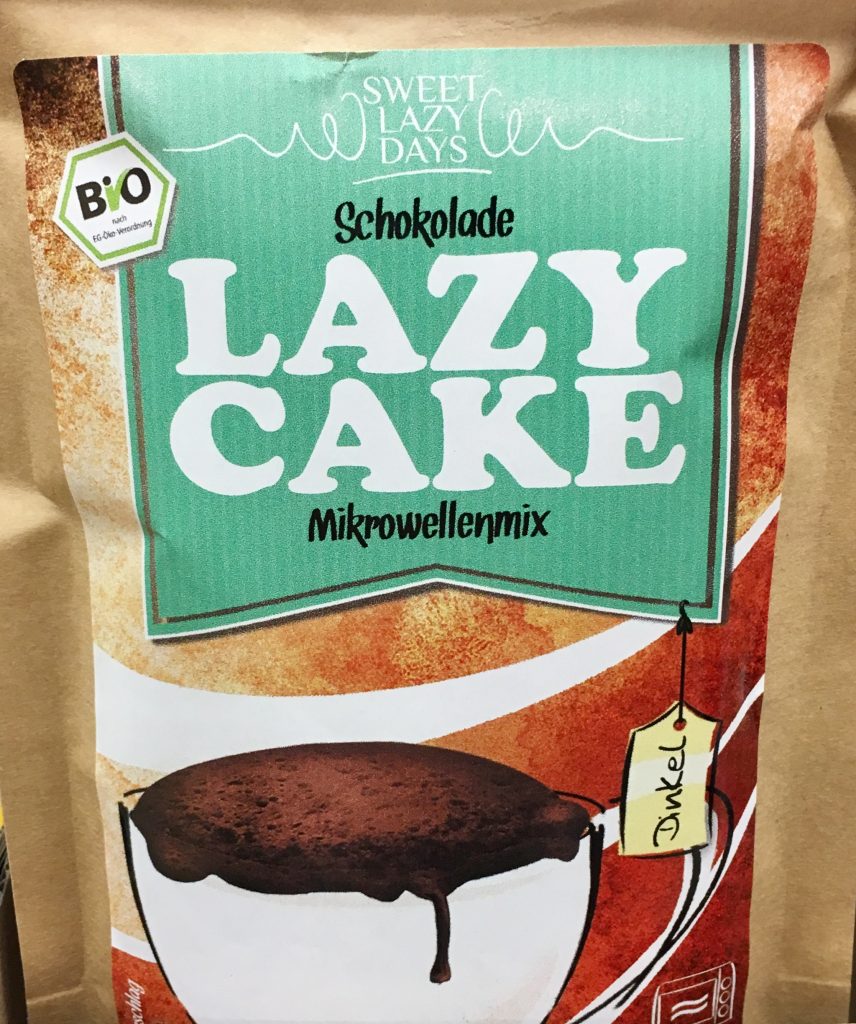 SWEET
LAZY
DAYS
BiO
nach
EG-Öko-Verordnung
Schokolade
LAZY
CAKE
Mikrowellenmix
Dinkel